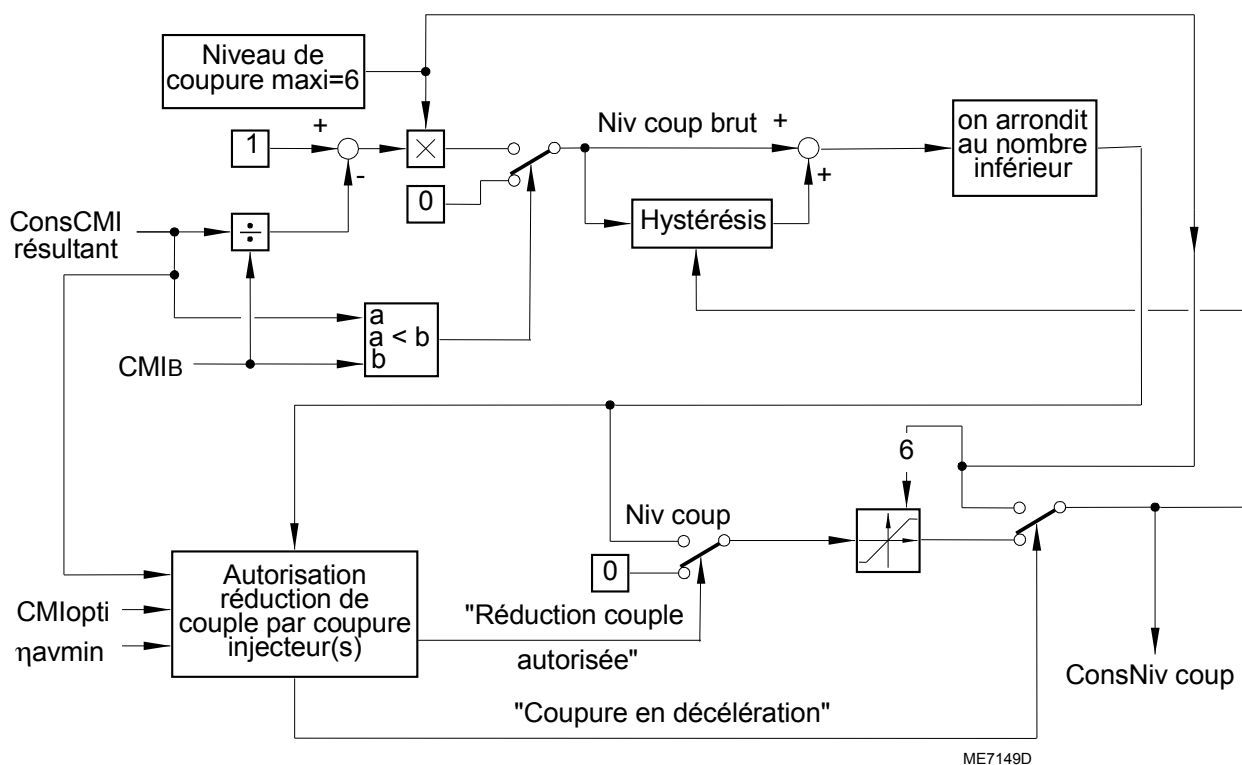 Niveau de
coupure maxi=6
1
+
-
×
0
Niv coup brut
+
+
on arrondit
au nombre
inférieur
Hystérésis
ConsCMI
résultant
÷
a
a < b
b
CMIB
6
Niv coup
0
Autorisation
réduction de
couple par coupure
injecteur(s)
CMIopti
ηavmin
"Réduction couple
autorisée"
ConsNiv coup
"Coupure en décélération"
ME7149D